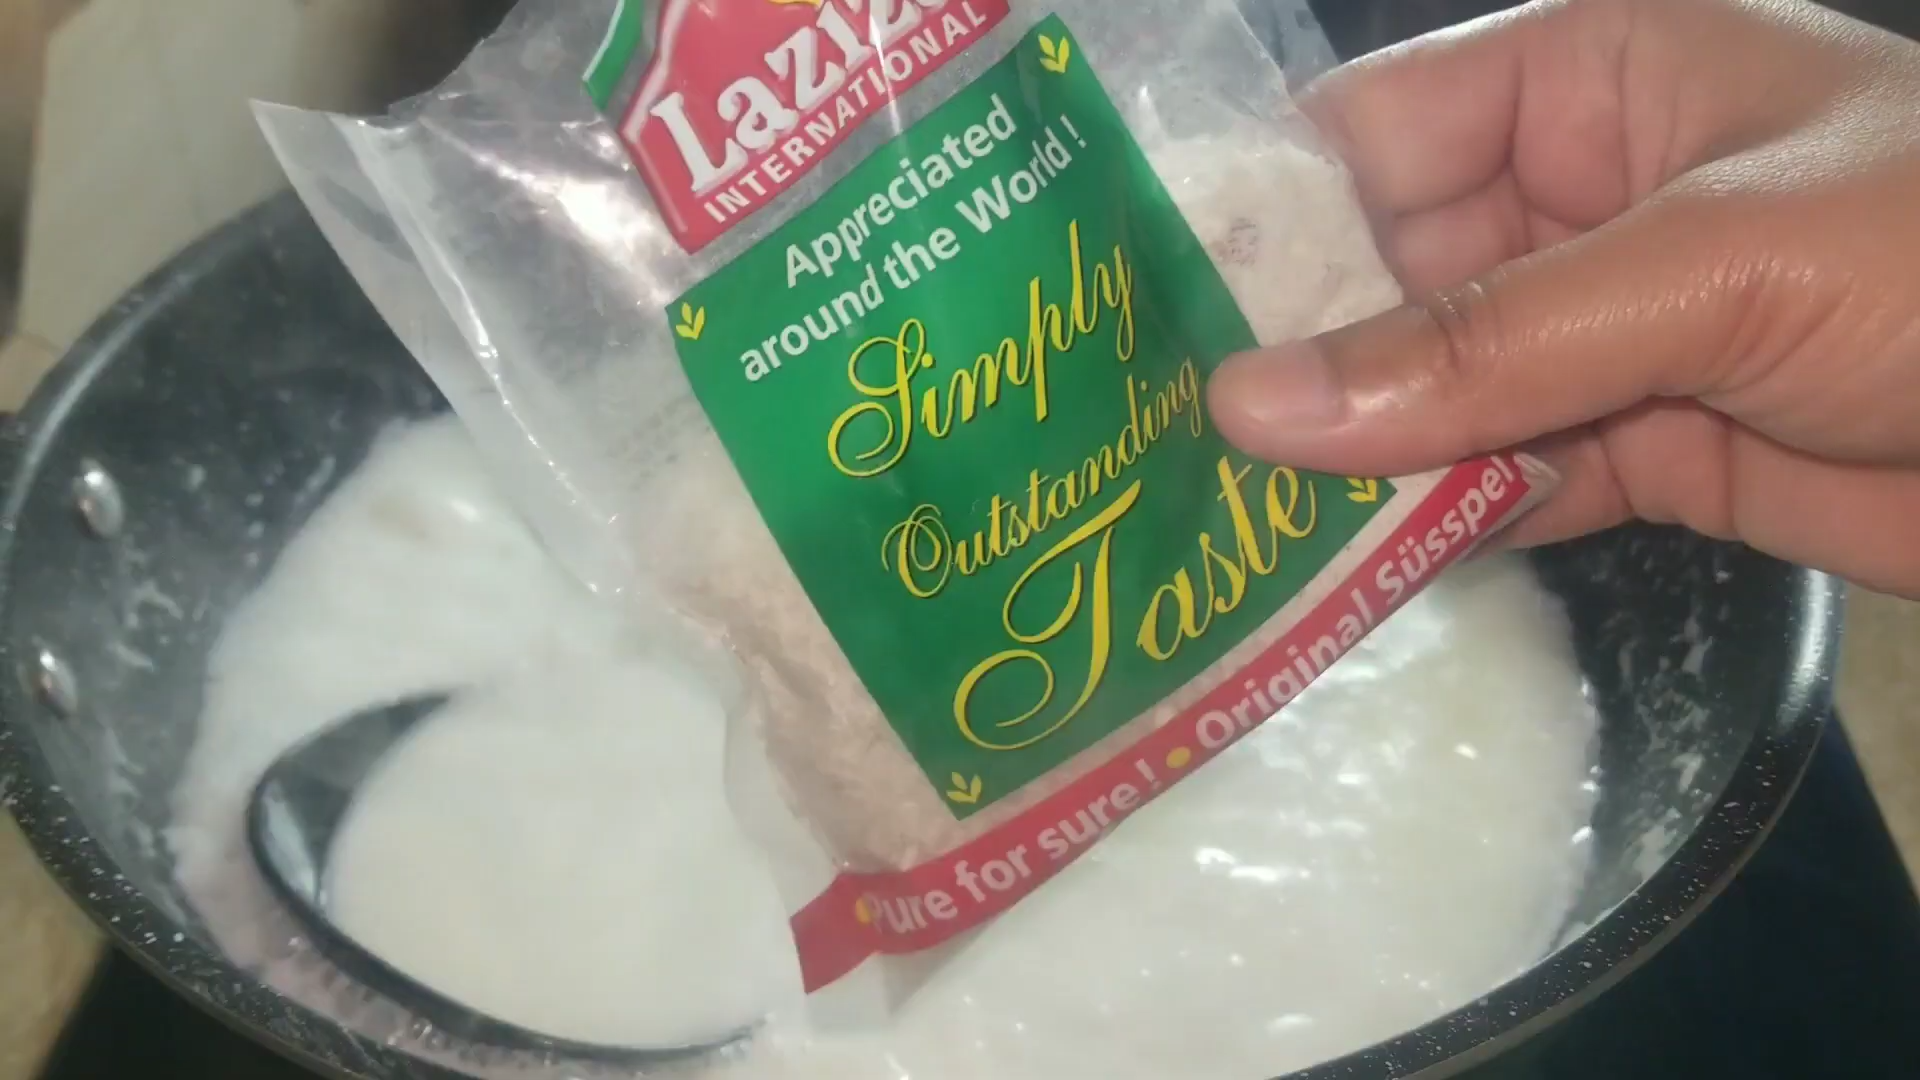 INTERNATIONAL
Appreciated
around the World !
Simply
Outstanding
Taste
Pure for sure ! • Original Süsspei